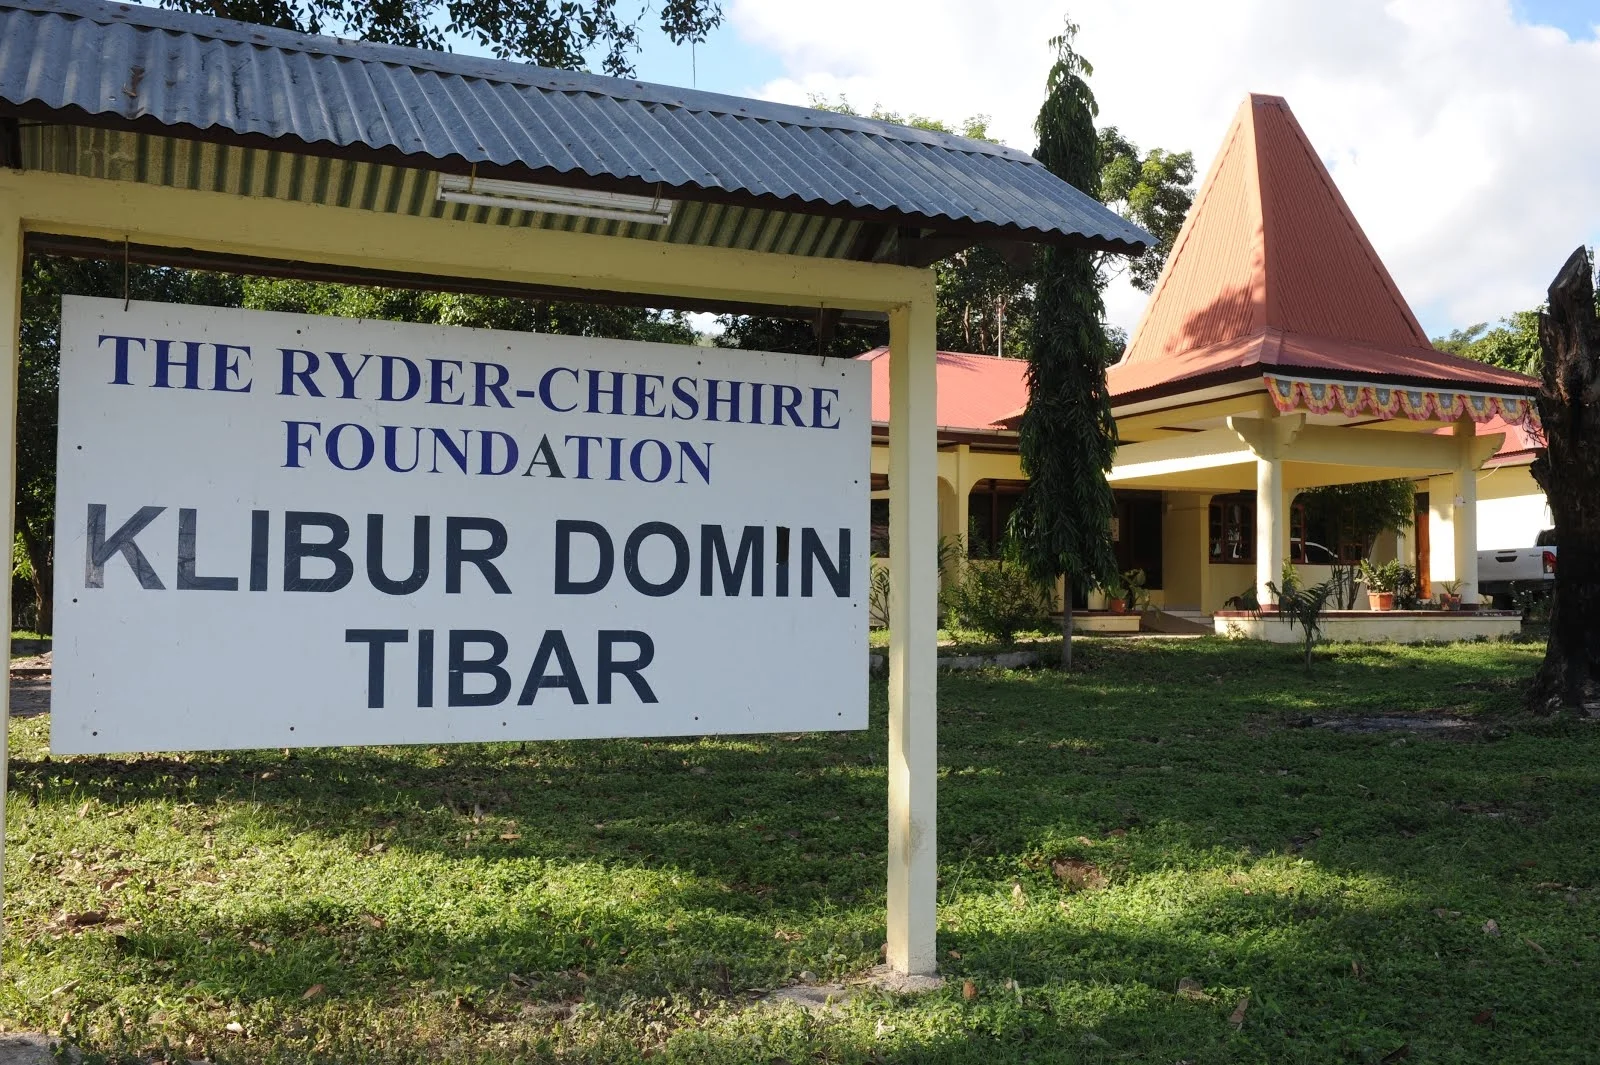 THE RYDER-CHESHIRE
FOUNDATION
KLIBUR DOMIN
TIBAR